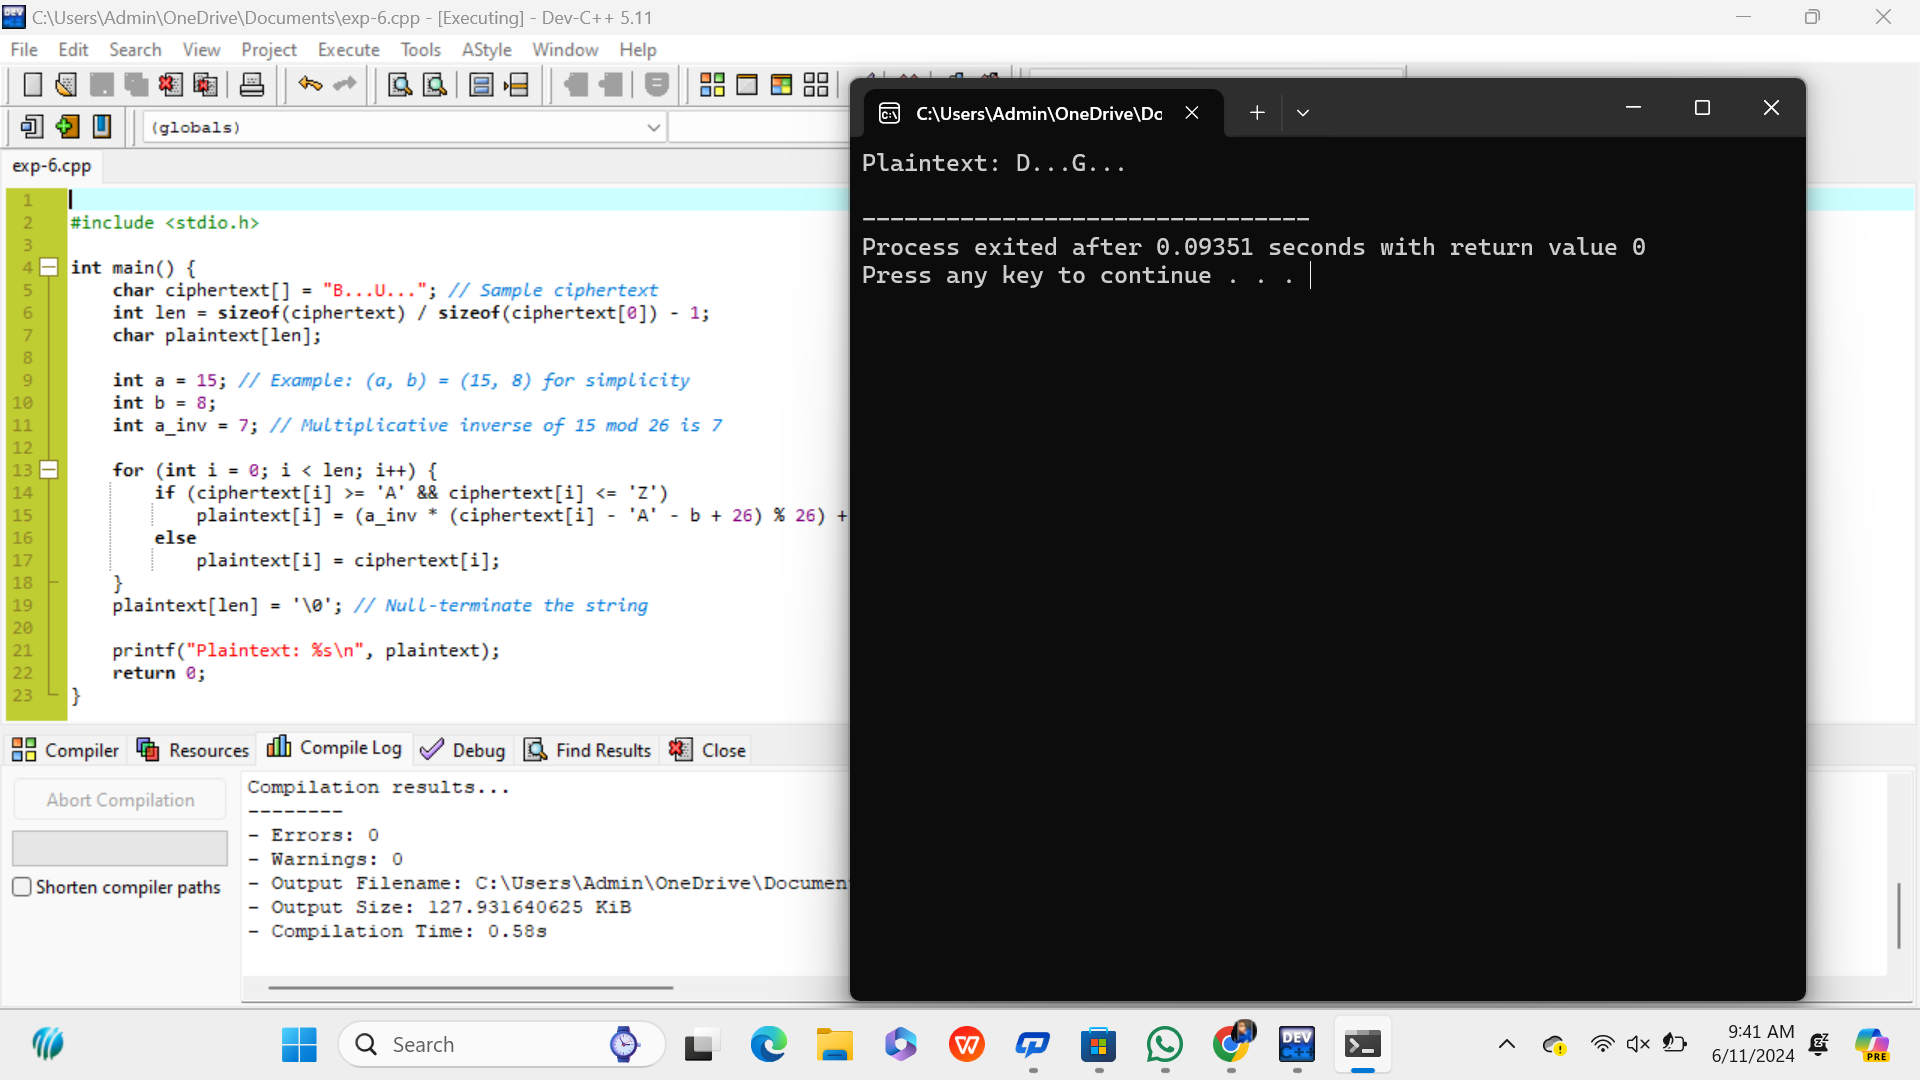 C:\Users\Admin\OneDrive\Documents\exp-6.cpp - [Executing] - Dev-C++ 5.11
File Edit Search View Project Execute Tools AStyle Window Help
(globals)
exp-6.cpp
1
2 #include <stdio.h>
3
4 int main() {
5 char ciphertext[] = "B...U..."; // Sample ciphertext
6 int len = sizeof(ciphertext) / sizeof(ciphertext[0]) - 1;
7 char plaintext[len];
8
9 int a = 15; // Example: (a, b) = (15, 8) for simplicity
10 int b = 8;
11 int a_inv = 7; // Multiplicative inverse of 15 mod 26 is 7
12
13 for (int i = 0; i < len; i++) {
14 if (ciphertext[i] >= 'A' && ciphertext[i] <= 'Z')
15 plaintext[i] = (a_inv * (ciphertext[i] - 'A' - b + 26) % 26) +
16 else
17 plaintext[i] = ciphertext[i];
18 }
19 plaintext[len] = '\0'; // Null-terminate the string
20
21 printf("Plaintext: %s\n", plaintext);
22 return 0;
23 }
C:\Users\Admin\OneDrive\Do
Plaintext: D...G...
--------------------------------
Process exited after 0.09351 seconds with return value 0
Press any key to continue . . .
Compiler Resources Compile Log Debug Find Results Close
Abort Compilation
Shorten compiler paths
Compilation results...
--------
- Errors: 0
- Warnings: 0
- Output Filename: C:\Users\Admin\OneDrive\Documen
- Output Size: 127.931640625 KiB
- Compilation Time: 0.58s
Search
DEV C++
PRE
9:41 AM
6/11/2024